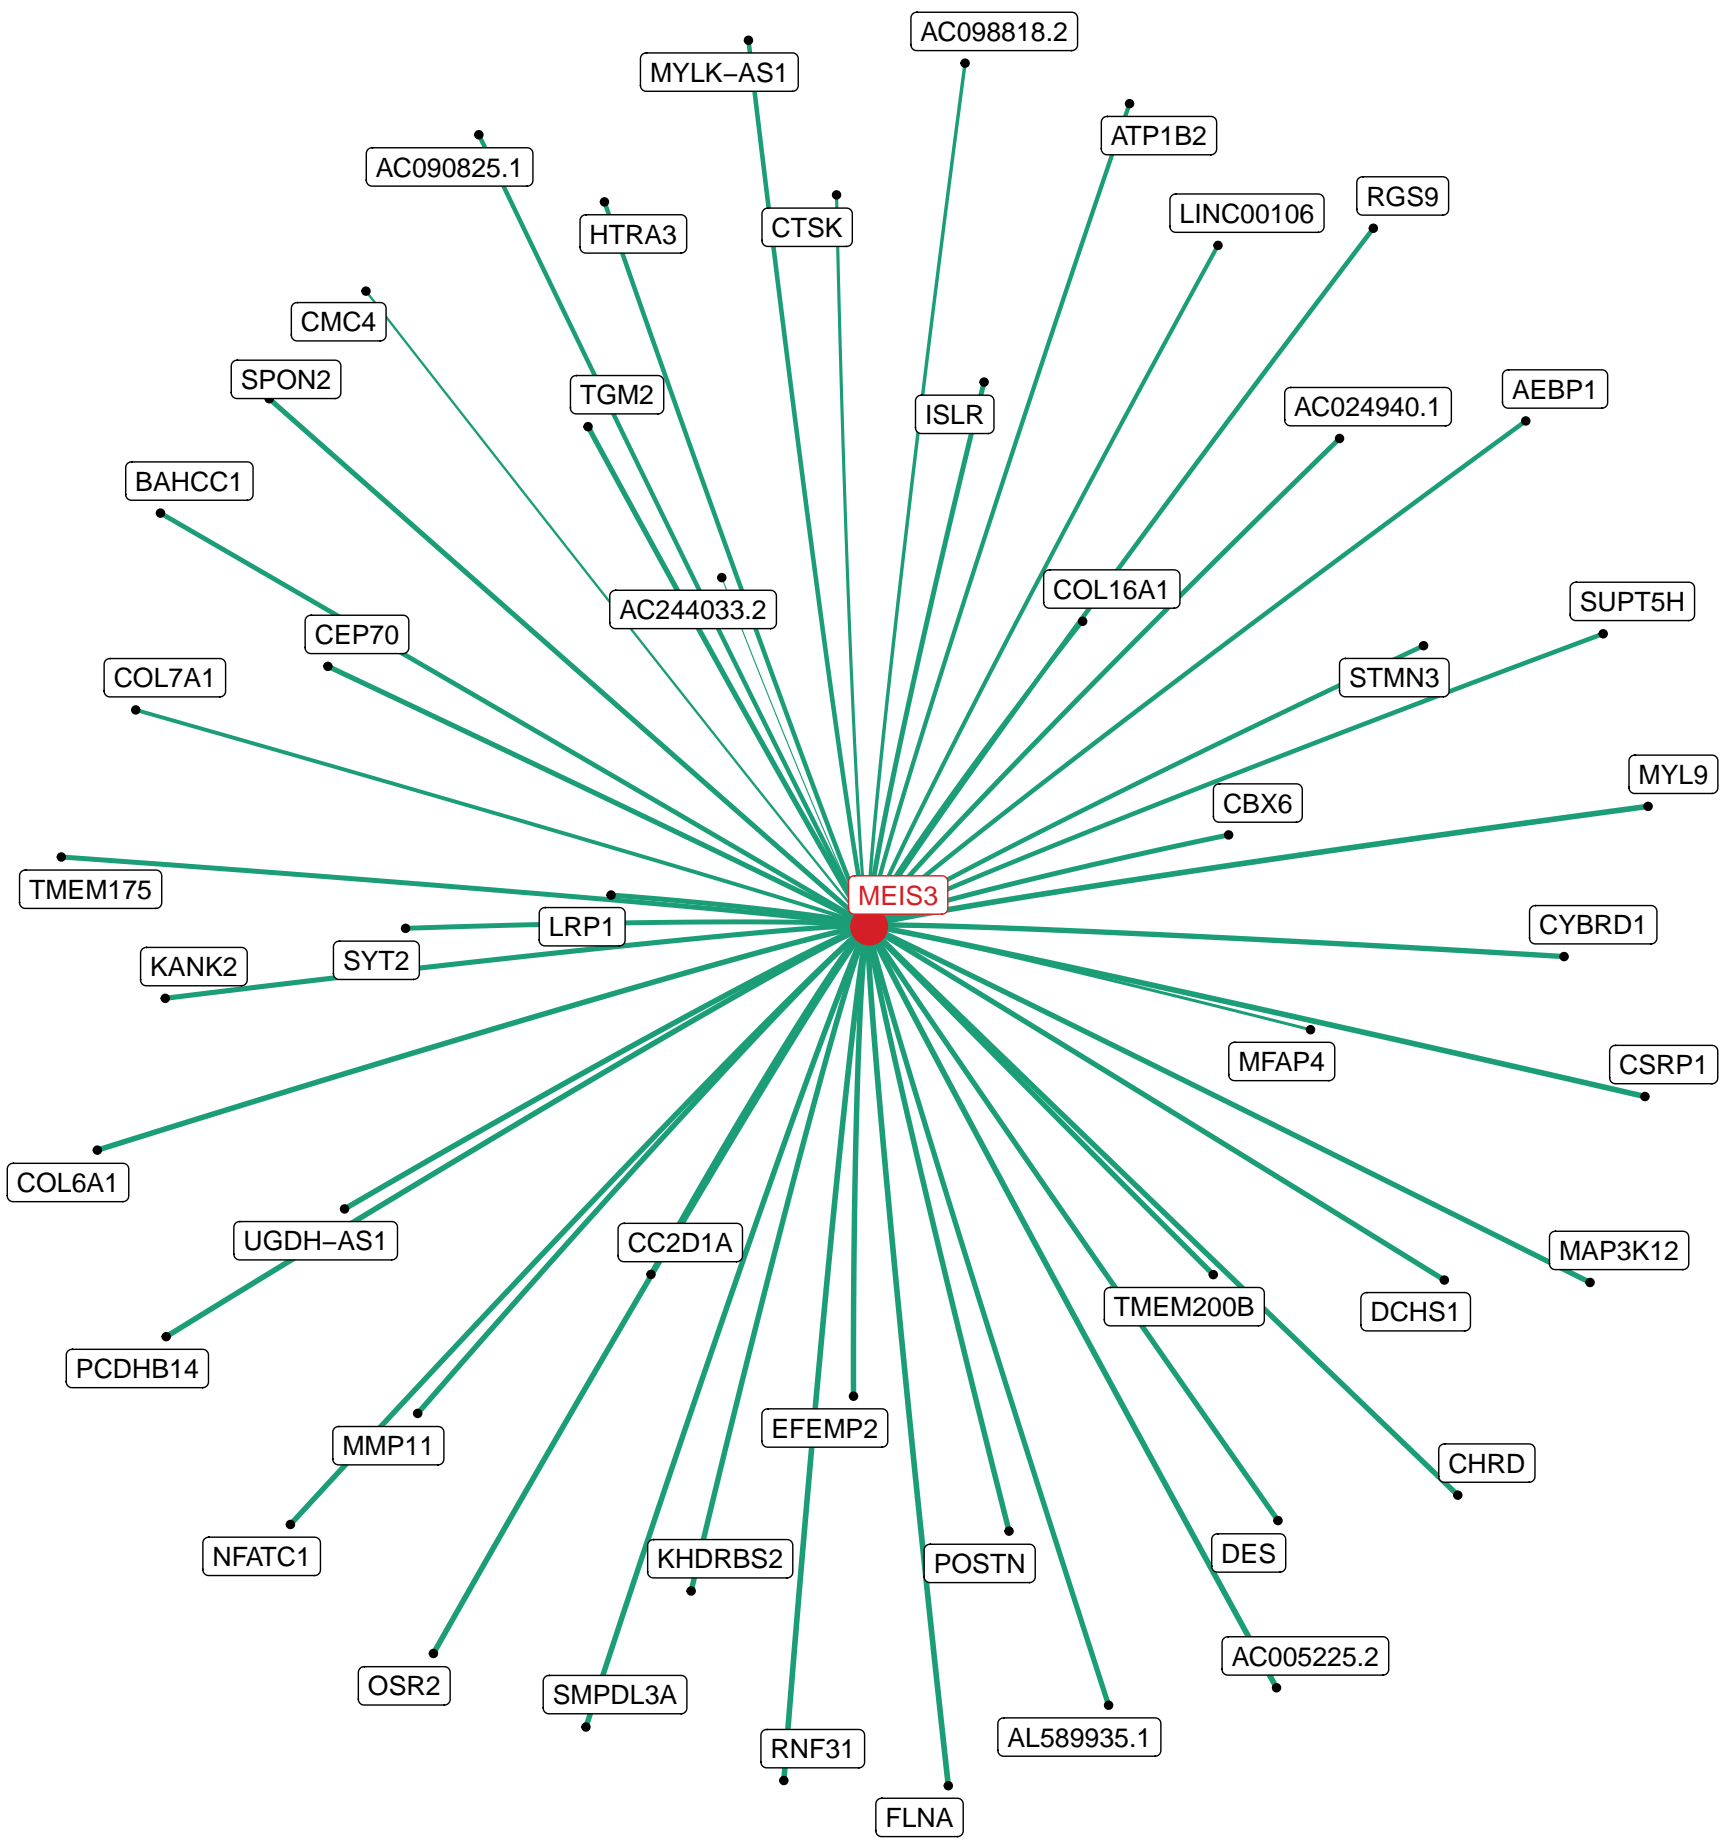 AC098818.2
MYLK−AS1
ATP1B2
AC090825.1
RGS9
LINC00106
CTSK
HTRA3
CMC4
SPON2
AEBP1
TGM2
AC024940.1
ISLR
BAHCC1
COL16A1
SUPT5H
AC244033.2
CEP70
COL7A1
STMN3
MYL9
CBX6
TMEM175
MEIS3
CYBRD1
LRP1
SYT2
KANK2
MFAP4
CSRP1
COL6A1
UGDH−AS1
CC2D1A
MAP3K12
TMEM200B
DCHS1
PCDHB14
EFEMP2
MMP11
CHRD
DES
NFATC1
KHDRBS2
POSTN
AC005225.2
OSR2
SMPDL3A
AL589935.1
RNF31
FLNA